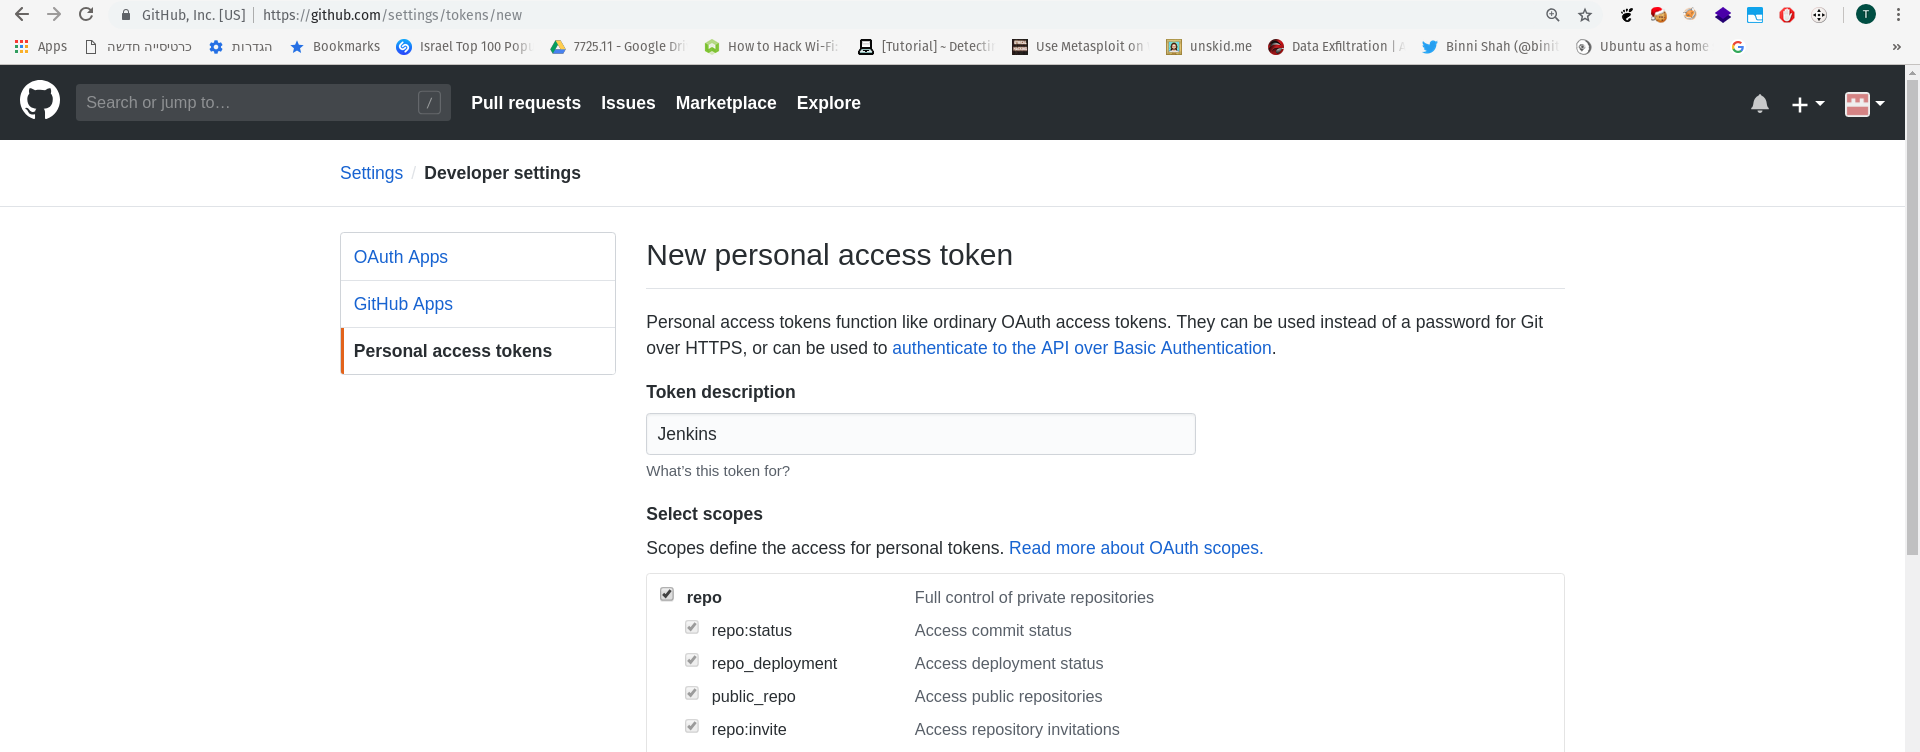 GitHub, Inc. [US] https://github.com/settings/tokens/new
T
Apps כרטיסייה חדשה הגדרות Bookmarks Israel Top 100 Popu 7725.11 - Google Dri How to Hack Wi-Fi: [Tutorial] ~ Detectin Use Metasploit on unskid.me Data Exfiltration | A Binni Shah (@binit Ubuntu as a home »
Search or jump to… / Pull requests Issues Marketplace Explore
Settings / Developer settings
OAuth Apps
GitHub Apps
Personal access tokens
New personal access token
Personal access tokens function like ordinary OAuth access tokens. They can be used instead of a password for Git
over HTTPS, or can be used to authenticate to the API over Basic Authentication.
Token description
Jenkins
What's this token for?
Select scopes
Scopes define the access for personal tokens. Read more about OAuth scopes.
repo Full control of private repositories
repo:status Access commit status
repo_deployment Access deployment status
public_repo Access public repositories
repo:invite Access repository invitations